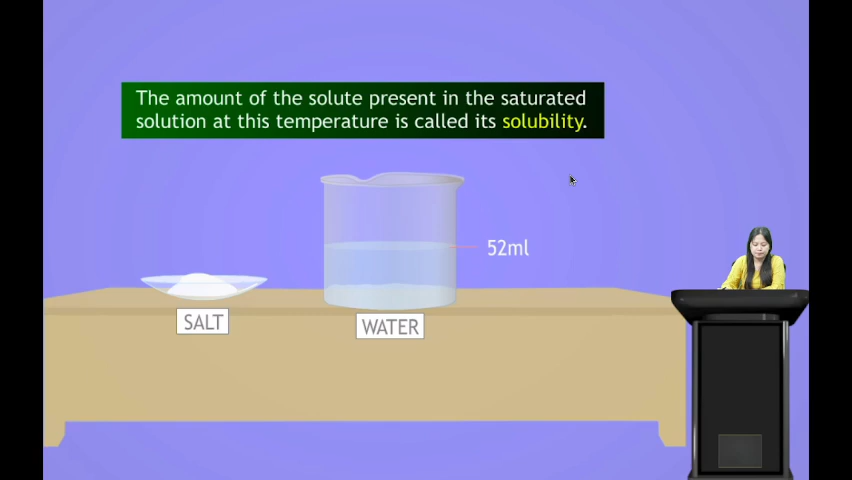 The amount of the solute present in the saturated
solution at this temperature is called its solubility.
52ml
SALT
WATER